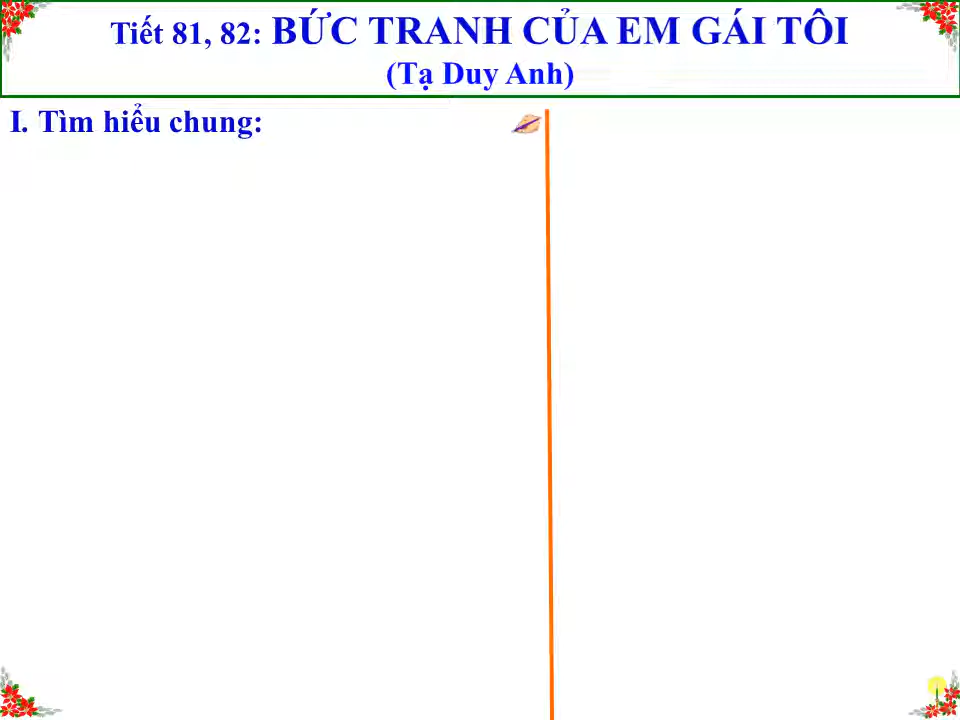 Tiết 81, 82: BỨC TRANH CỦA EM GÁI TÔI
(Tạ Duy Anh)
I. Tìm hiểu chung: